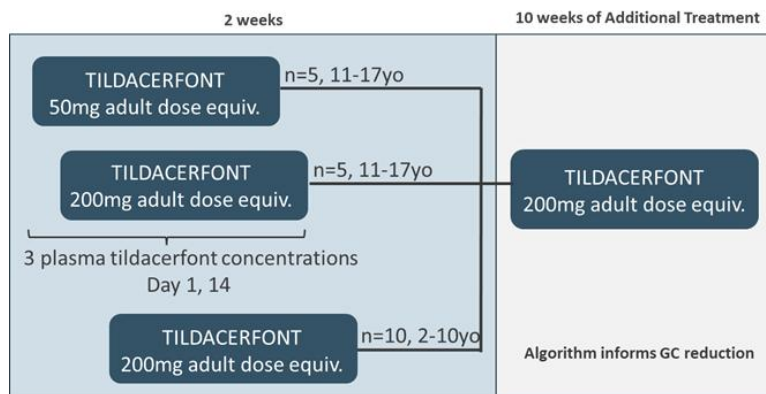 2 weeks
10 weeks of Additional Treatment
TILDACERFONT
50mg adult dose equiv.
n=5, 11-17yo
TILDACERFONT
200mg adult dose equiv.
n=5, 11-17yo
TILDACERFONT
200mg adult dose equiv.
3 plasma tildacerfont concentrations
Day 1, 14
TILDACERFONT
200mg adult dose equiv.
n=10, 2-10yo
Algorithm informs GC reduction